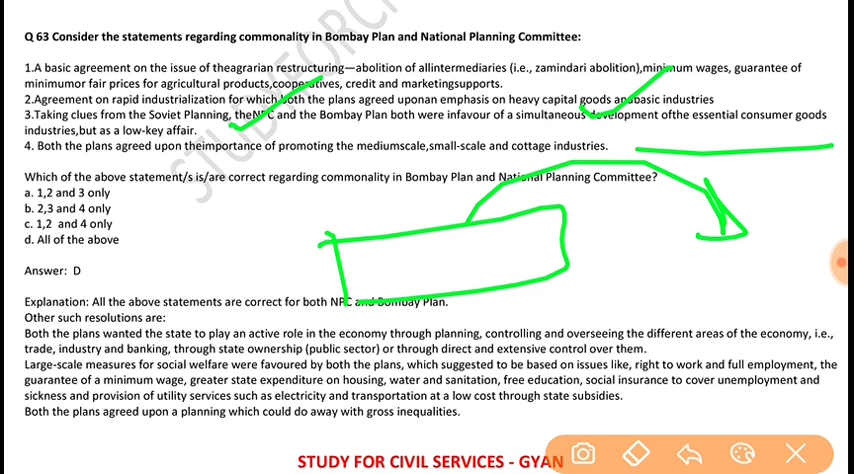 Q 63 Consider the statements regarding commonality in Bombay Plan and National Planning Committee:
1.A basic agreement on the issue of theagrarian restructuring—abolition of allintermediaries (i.e., zamindari abolition),minimum wages, guarantee of
minimumor fair prices for agricultural products,cooperatives, credit and marketingsupports.
2.Agreement on rapid industrialization for which both the plans agreed uponan emphasis on heavy capital goods andbasic industries
3.Taking clues from the Soviet Planning, theNPC and the Bombay Plan both were infavour of a simultaneous development ofthe essential consumer goods
industries,but as a low-key affair.
4. Both the plans agreed upon theimportance of promoting the mediumscale,small-scale and cottage industries.
Which of the above statement/s is/are correct regarding commonality in Bombay Plan and National Planning Committee?
a. 1,2 and 3 only
b. 2,3 and 4 only
c. 1,2 and 4 only
d. All of the above
Answer: D
Explanation: All the above statements are correct for both NPC and Bombay Plan.
Other such resolutions are:
Both the plans wanted the state to play an active role in the economy through planning, controlling and overseeing the different areas of the economy, i.e.,
trade, industry and banking, through state ownership (public sector) or through direct and extensive control over them.
Large-scale measures for social welfare were favoured by both the plans, which suggested to be based on issues like, right to work and full employment, the
guarantee of a minimum wage, greater state expenditure on housing, water and sanitation, free education, social insurance to cover unemployment and
sickness and provision of utility services such as electricity and transportation at a low cost through state subsidies.
Both the plans agreed upon a planning which could do away with gross inequalities.
STUDY FOR CIVIL SERVICES - GYAN